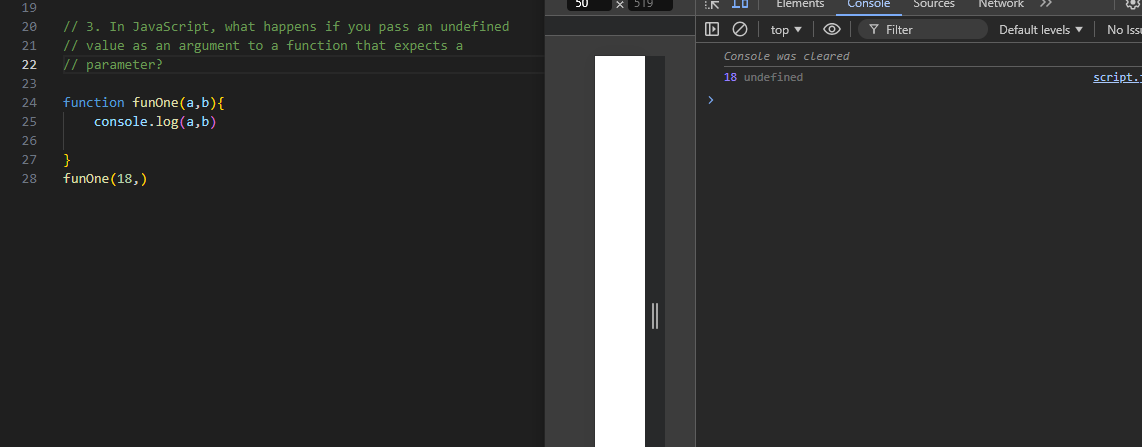 19
20 // 3. In JavaScript, what happens if you pass an undefined
21 // value as an argument to a function that expects a
22 // parameter?
23
24 function funOne(a,b){
25 console.log(a,b)
26
27 }
28 funOne(18,)
50 × 519
Elements Console Sources Network
top Filter Default levels No Issu
Console was cleared
18 undefined script.j